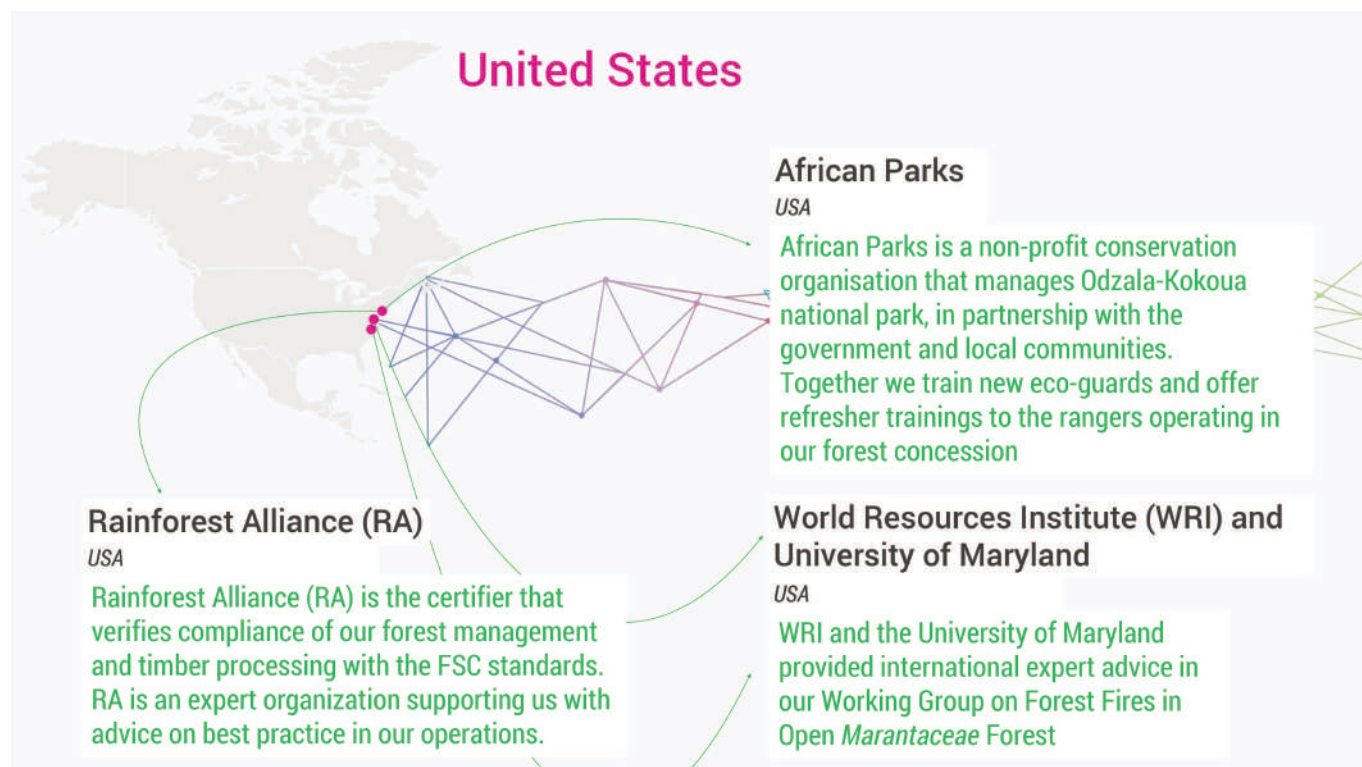 United States
African Parks
USA
African Parks is a non-profit conservation
organisation that manages Odzala-Kokoua
national park, in partnership with the
government and local communities.
Together we train new eco-guards and offer
refresher trainings to the rangers operating in
our forest concession
Rainforest Alliance (RA)
USA
Rainforest Alliance (RA) is the certifier that
verifies compliance of our forest management
and timber processing with the FSC standards.
RA is an expert organization supporting us with
advice on best practice in our operations.
World Resources Institute (WRI) and
University of Maryland
USA
WRI and the University of Maryland
provided international expert advice in
our Working Group on Forest Fires in
Open Marantaceae Forest